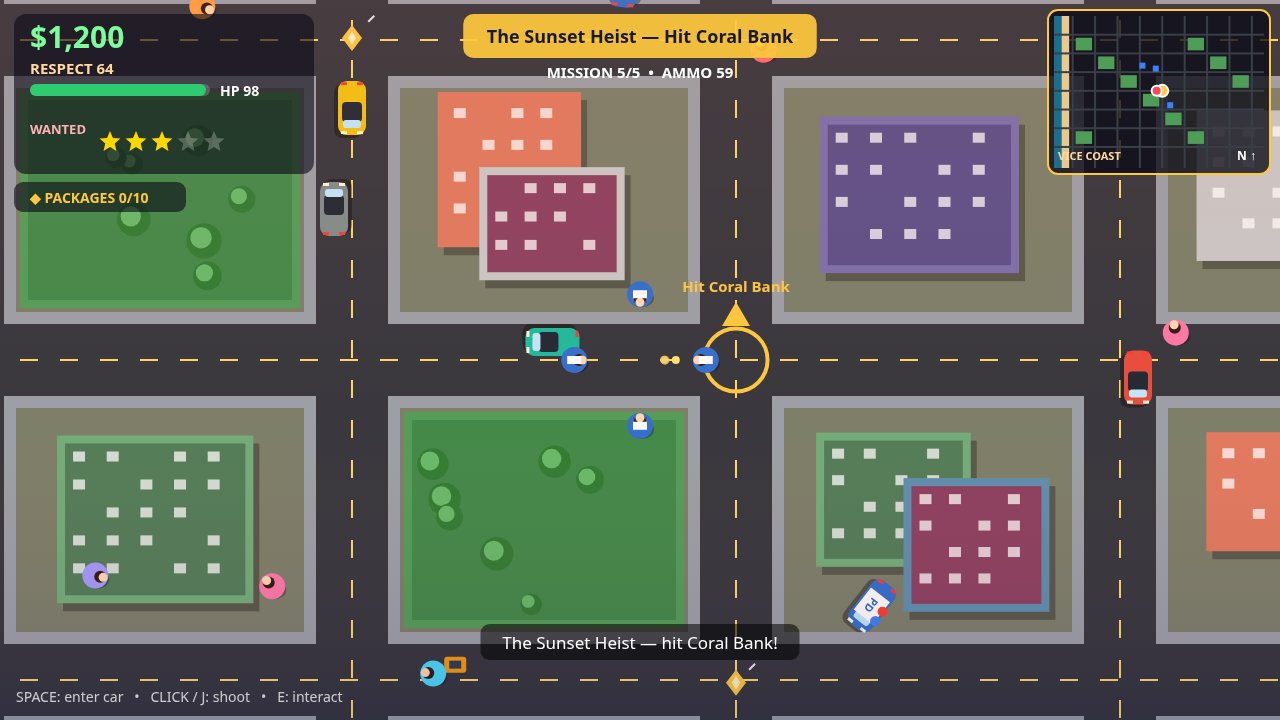 $1,200
RESPECT 64
HP 98
WANTED
◆ PACKAGES 0/10
The Sunset Heist — Hit Coral Bank
MISSION 5/5 • AMMO 59
VICE COAST
N ↑
Hit Coral Bank
PD
The Sunset Heist — hit Coral Bank!
SPACE: enter car • CLICK / J: shoot • E: interact